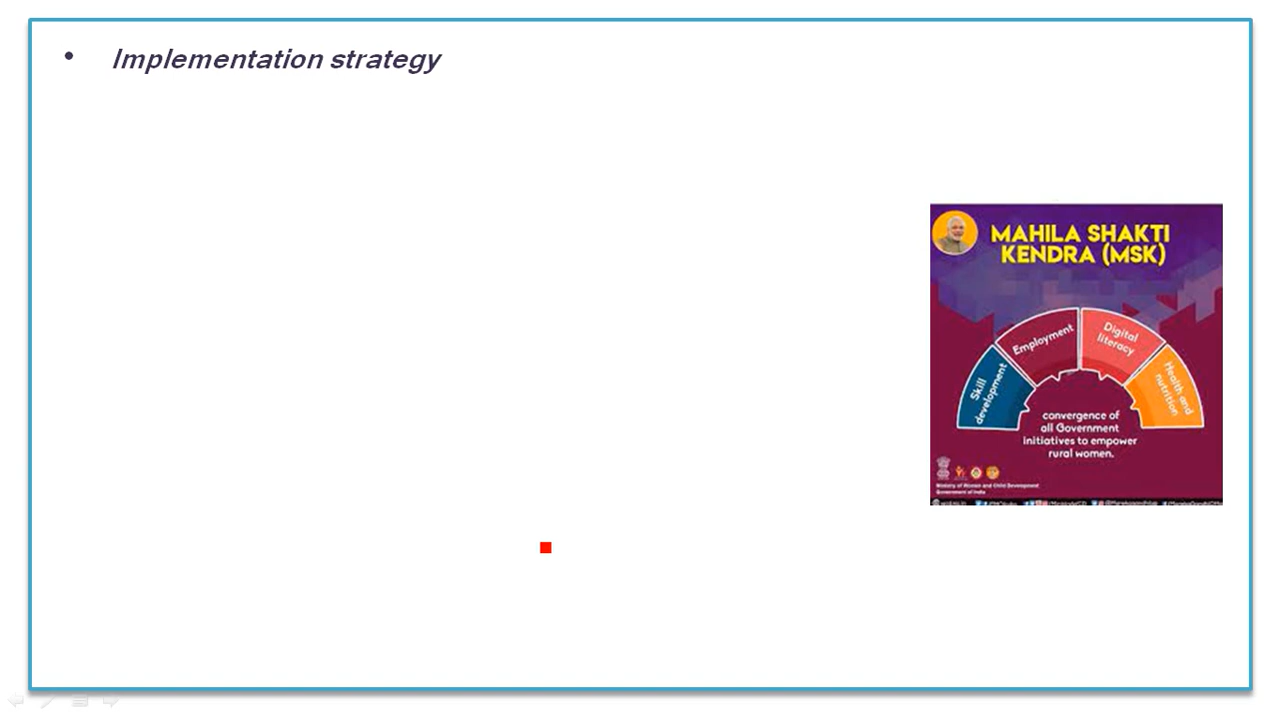 • Implementation strategy
MAHILA SHAKTI
KENDRA (MSK)
Skill
development
Employment
Digital
literacy
Health and
nutrition
convergence of
all Government
initiatives to empower
rural women.
Ministry of Women and Child Development
Government of India